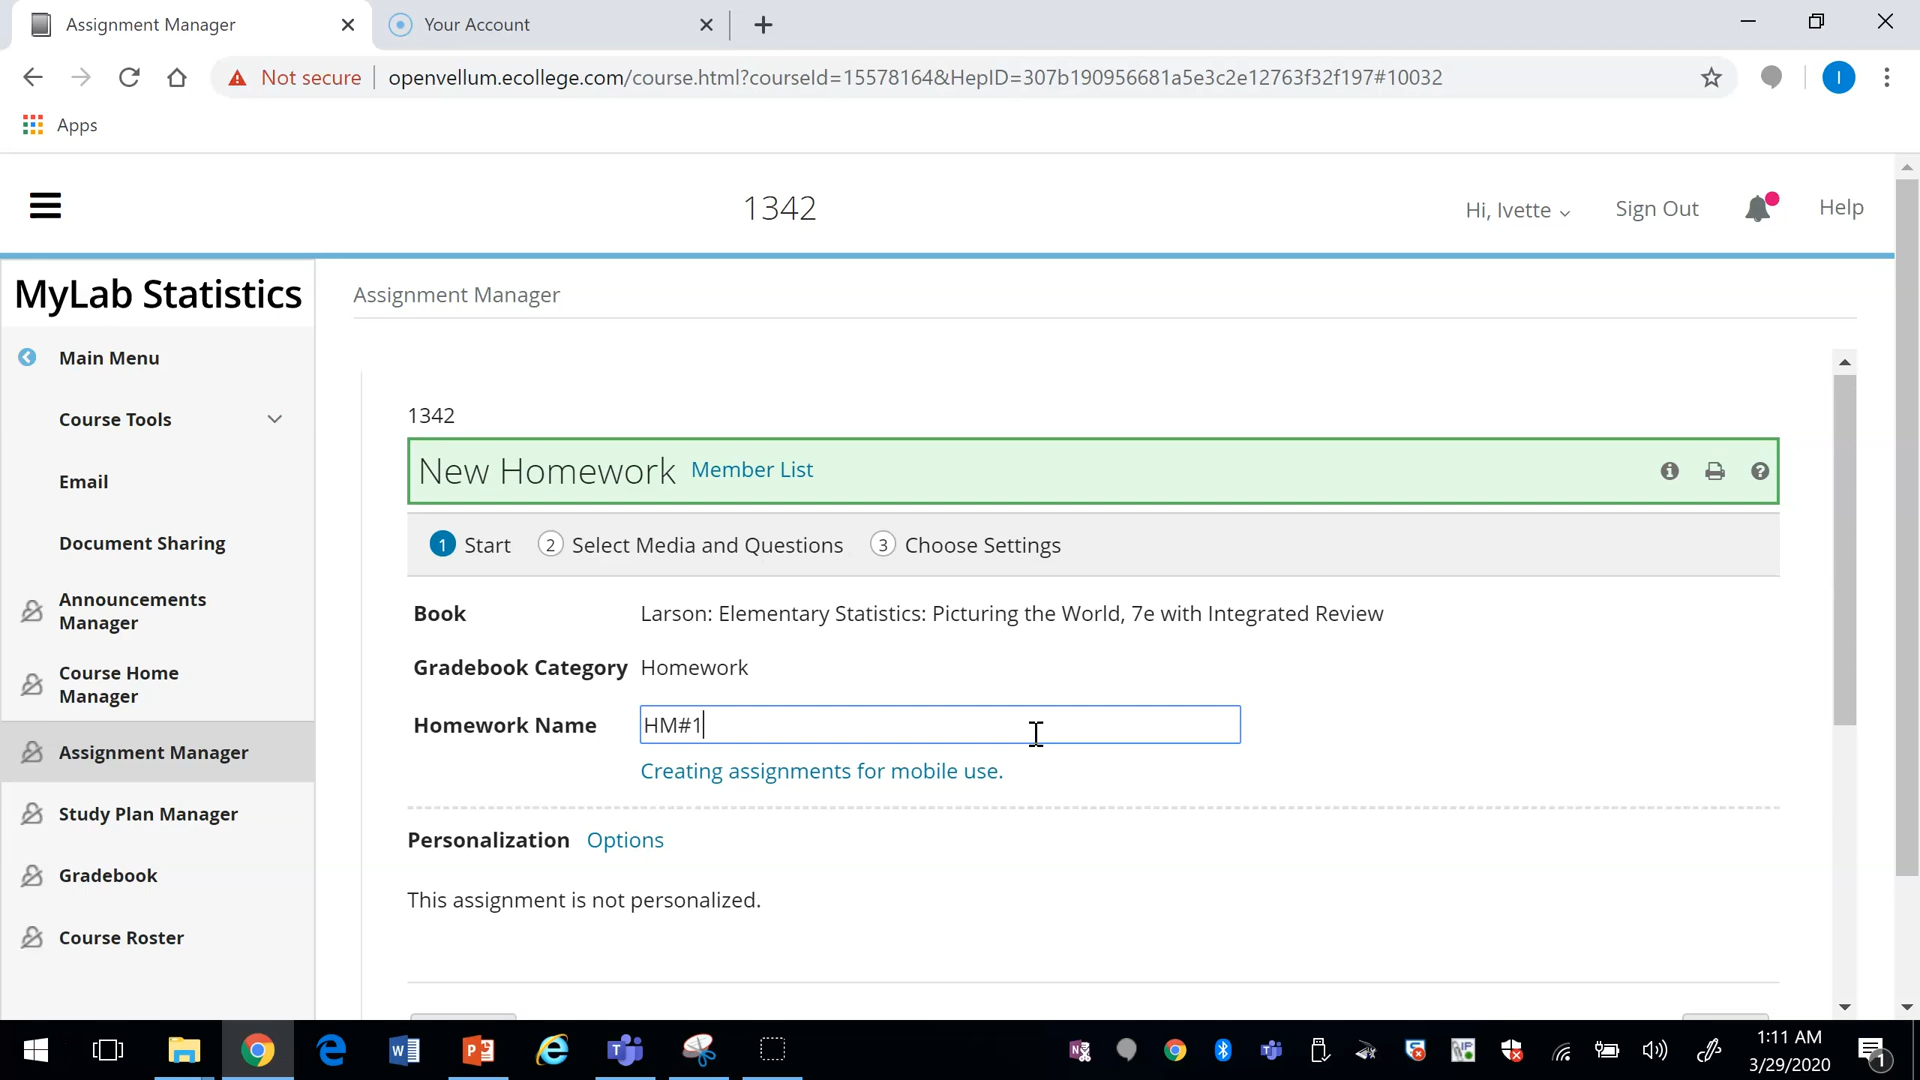 Assignment Manager
Your Account
Not secure
openvellum.ecollege.com/course.html?courseId=15578164&HepID=307b190956681a5e3c2e12763f32f197#10032
I
Apps
1342
Hi, Ivette
Sign Out
Help
MyLab Statistics
Main Menu
Course Tools
Email
Document Sharing
Announcements
Manager
Course Home
Manager
Assignment Manager
Study Plan Manager
Gradebook
Course Roster
Assignment Manager
1342
New Homework Member List
1 Start 2 Select Media and Questions 3 Choose Settings
Book Larson: Elementary Statistics: Picturing the World, 7e with Integrated Review
Gradebook Category Homework
Homework Name HM#1
Creating assignments for mobile use.
Personalization Options
This assignment is not personalized.
1:11 AM
3/29/2020
1